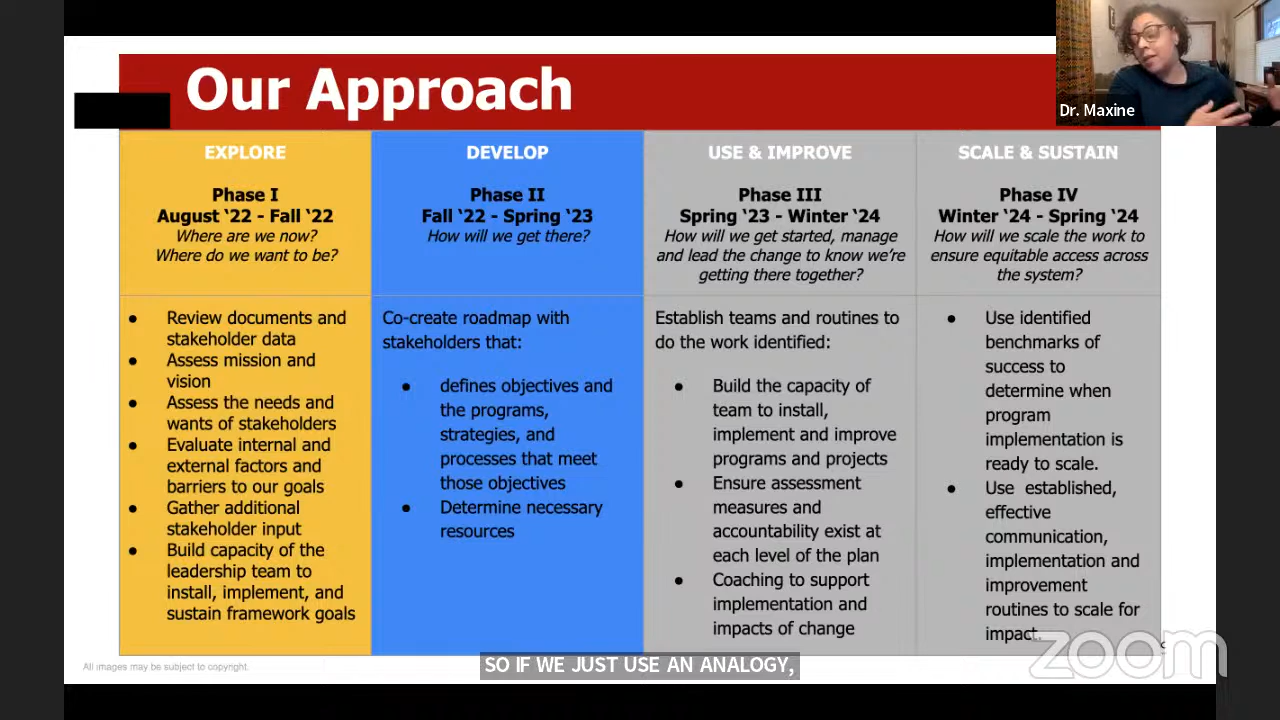 Our Approach
Dr. Maxine
EXPLORE
Phase I
August ‘22 - Fall ‘22
Where are we now?
Where do we want to be?
DEVELOP
Phase II
Fall ‘22 - Spring ‘23
How will we get there?
USE & IMPROVE
Phase III
Spring ‘23 - Winter ‘24
How will we get started, manage
and lead the change to know we’re
getting there together?
SCALE & SUSTAIN
Phase IV
Winter ‘24 - Spring ‘24
How will we scale the work to
ensure equitable access across
the system?
● Review documents and
stakeholder data
● Assess mission and
vision
● Assess the needs and
wants of stakeholders
● Evaluate internal and
external factors and
barriers to our goals
● Gather additional
stakeholder input
● Build capacity of the
leadership team to
install, implement, and
sustain framework goals
Co-create roadmap with
stakeholders that:
● defines objectives and
the programs,
strategies, and
processes that meet
those objectives
● Determine necessary
resources
Establish teams and routines to
do the work identified:
● Build the capacity of
team to install,
implement and improve
programs and projects
● Ensure assessment
measures and
accountability exist at
each level of the plan
● Coaching to support
implementation and
impacts of change
● Use identified
benchmarks of
success to
determine when
program
implementation is
ready to scale.
● Use established,
effective
communication,
implementation and
improvement
routines to scale for
impact.
All images may be subject to copyright.
SO IF WE JUST USE AN ANALOGY,
zoom